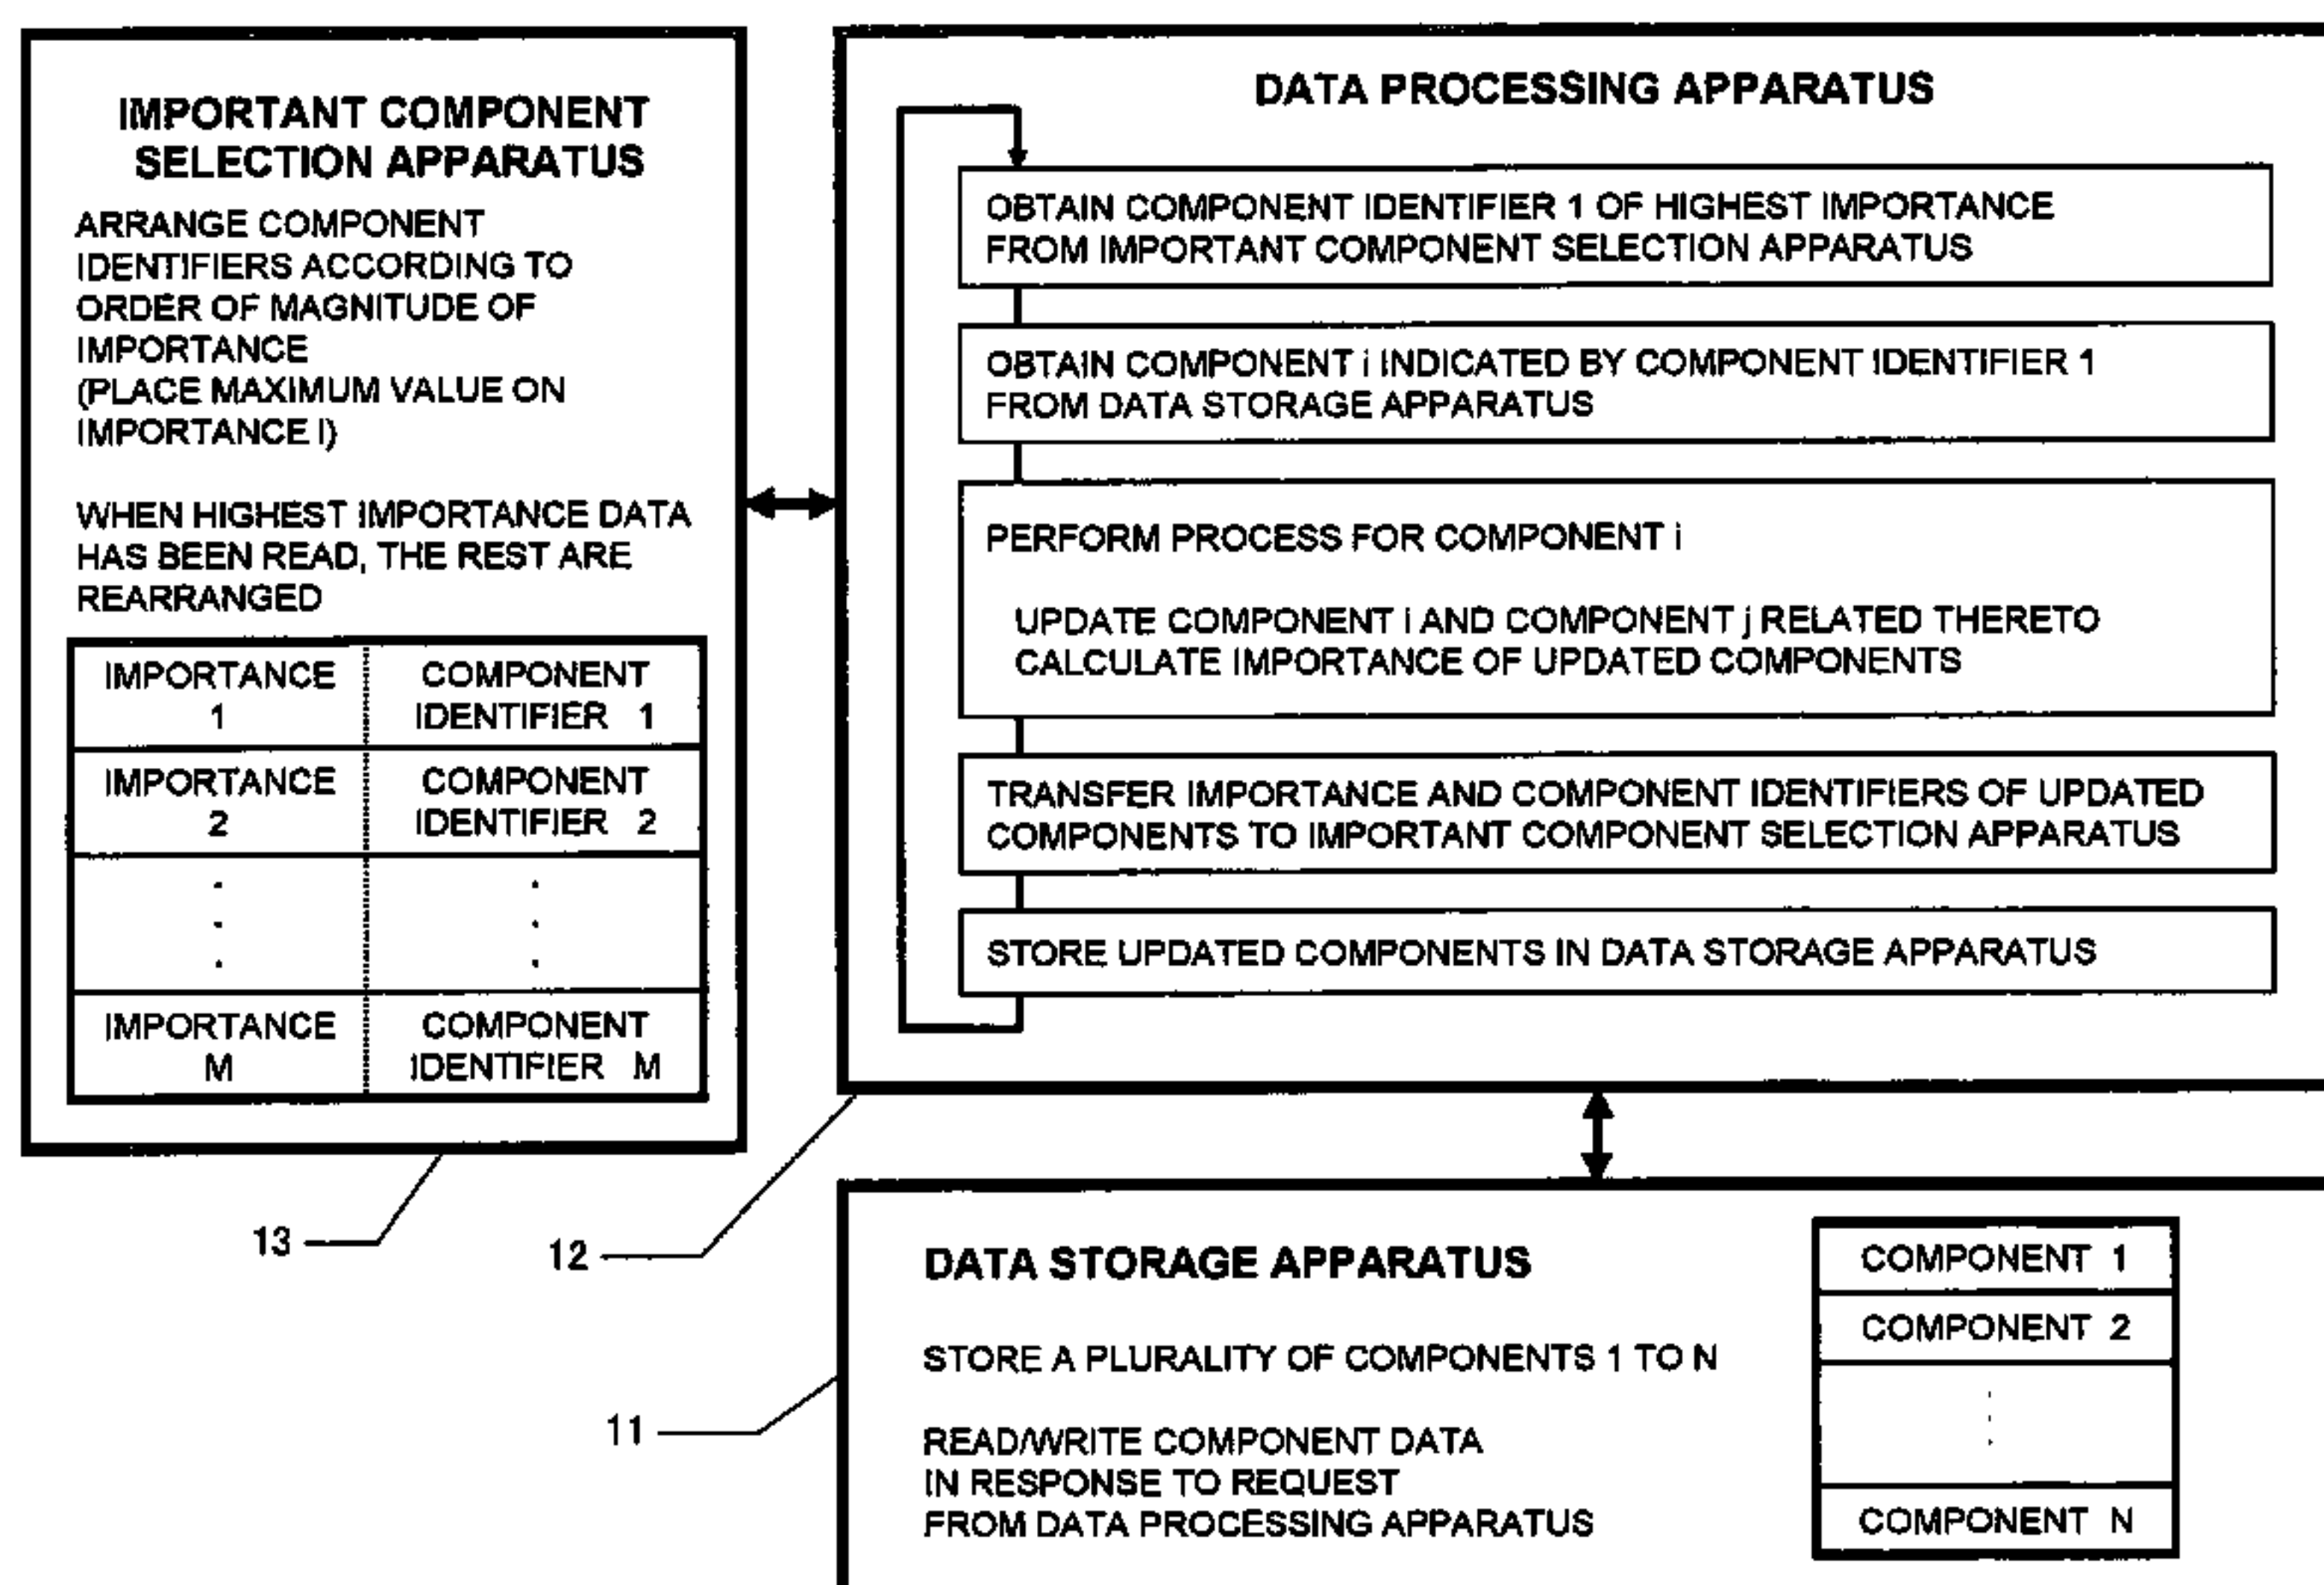 IMPORTANT COMPONENT
SELECTION APPARATUS
ARRANGE COMPONENT
IDENTIFIERS ACCORDING TO
ORDER OF MAGNITUDE OF
IMPORTANCE
(PLACE MAXIMUM VALUE ON
IMPORTANCE I)
WHEN HIGHEST IMPORTANCE DATA
HAS BEEN READ, THE REST ARE
REARRANGED
IMPORTANCE
1
COMPONENT
IDENTIFIER 1
IMPORTANCE
2
COMPONENT
IDENTIFIER 2
IMPORTANCE
M
COMPONENT
IDENTIFIER M
13
DATA PROCESSING APPARATUS
OBTAIN COMPONENT IDENTIFIER 1 OF HIGHEST IMPORTANCE
FROM IMPORTANT COMPONENT SELECTION APPARATUS
OBTAIN COMPONENT i INDICATED BY COMPONENT IDENTIFIER 1
FROM DATA STORAGE APPARATUS
PERFORM PROCESS FOR COMPONENT i
UPDATE COMPONENT i AND COMPONENT j RELATED THERETO
CALCULATE IMPORTANCE OF UPDATED COMPONENTS
TRANSFER IMPORTANCE AND COMPONENT IDENTIFIERS OF UPDATED
COMPONENTS TO IMPORTANT COMPONENT SELECTION APPARATUS
STORE UPDATED COMPONENTS IN DATA STORAGE APPARATUS
12
DATA STORAGE APPARATUS
STORE A PLURALITY OF COMPONENTS 1 TO N
READ/WRITE COMPONENT DATA
IN RESPONSE TO REQUEST
FROM DATA PROCESSING APPARATUS
COMPONENT 1
COMPONENT 2
COMPONENT N
11